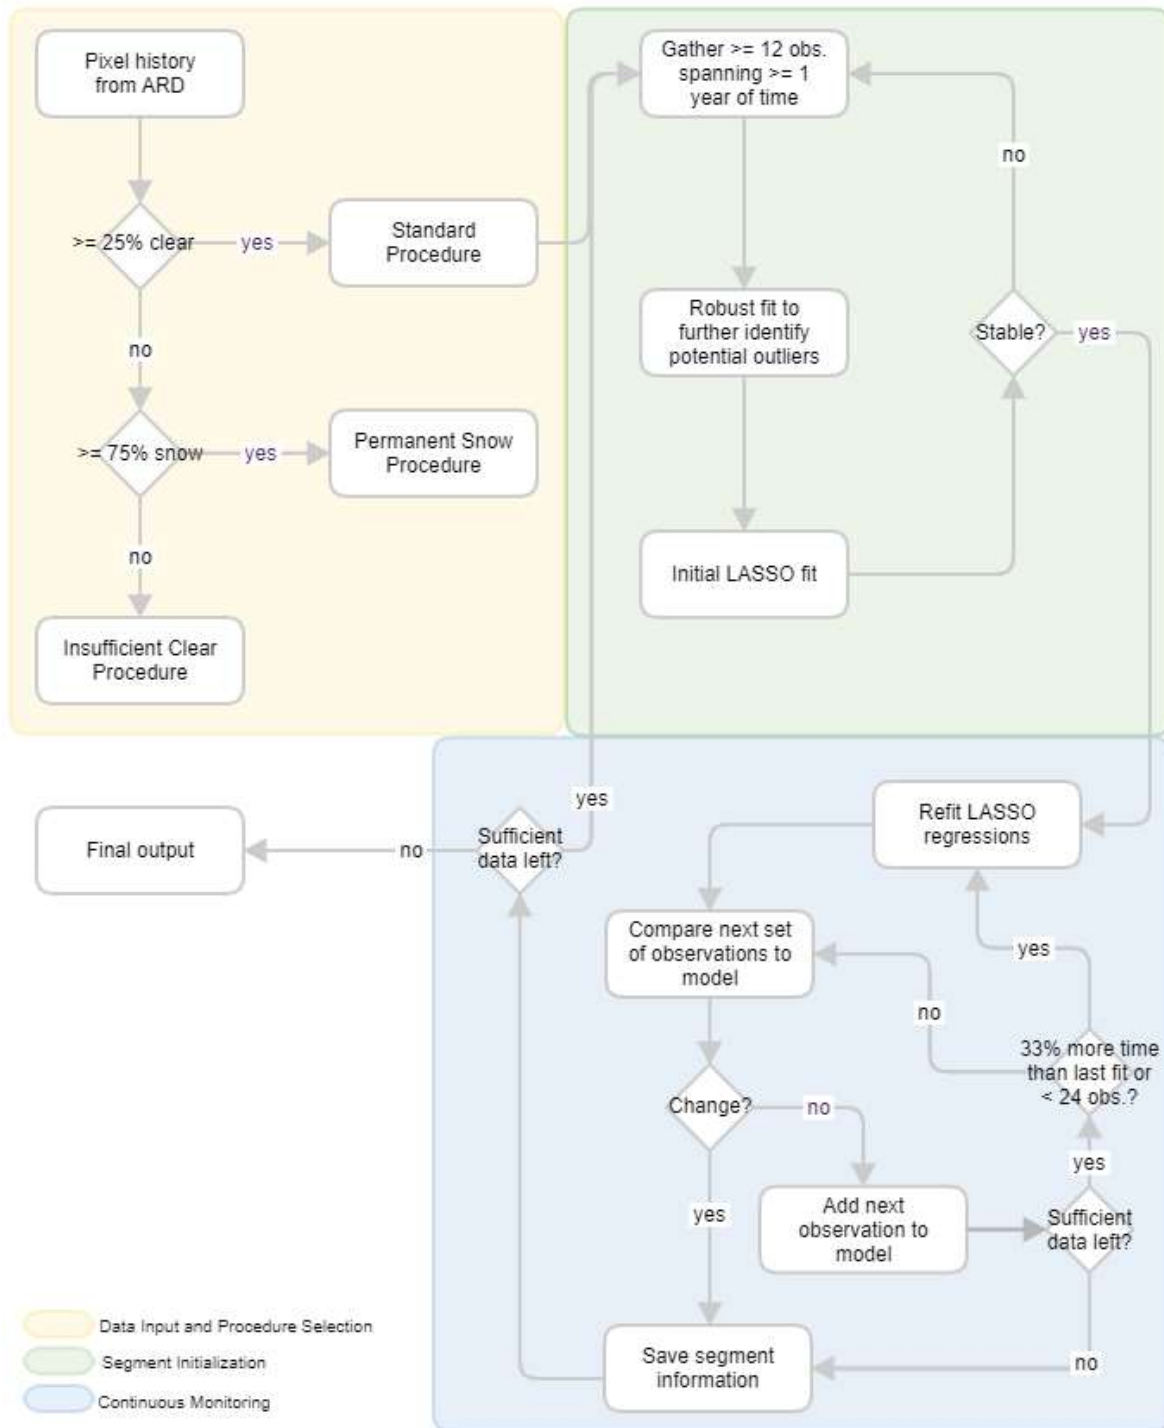 Pixel history
from ARD
>= 25% clear
yes
Standard
Procedure
no
>= 75% snow
yes
Permanent Snow
Procedure
no
Insufficient Clear
Procedure
Gather >= 12 obs.
spanning >= 1
year of time
no
Robust fit to
further identify
potential outliers
Stable?
yes
Initial LASSO fit
Final output
no
Sufficient
data left?
yes
Refit LASSO
regressions
Compare next set
of observations to
model
yes
no
33% more time
than last fit or
< 24 obs.?
Change?
no
yes
yes
Add next
observation to
model
Sufficient
data left?
no
Save segment
information
Data Input and Procedure Selection
Segment Initialization
Continuous Monitoring